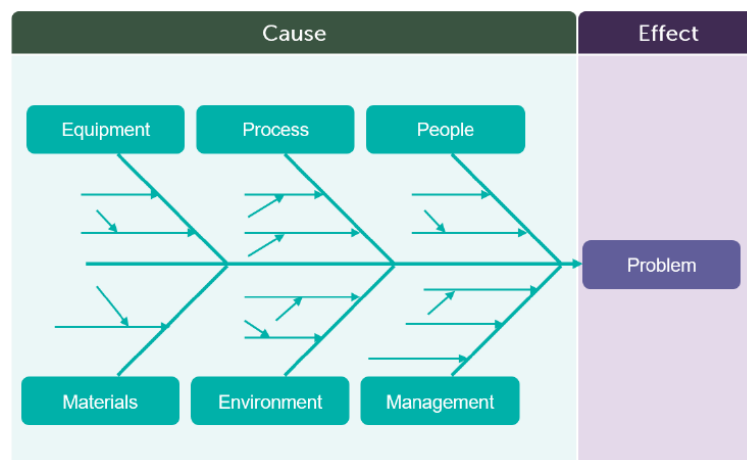 Cause
Effect
Equipment
Process
People
Problem
Materials
Environment
Management